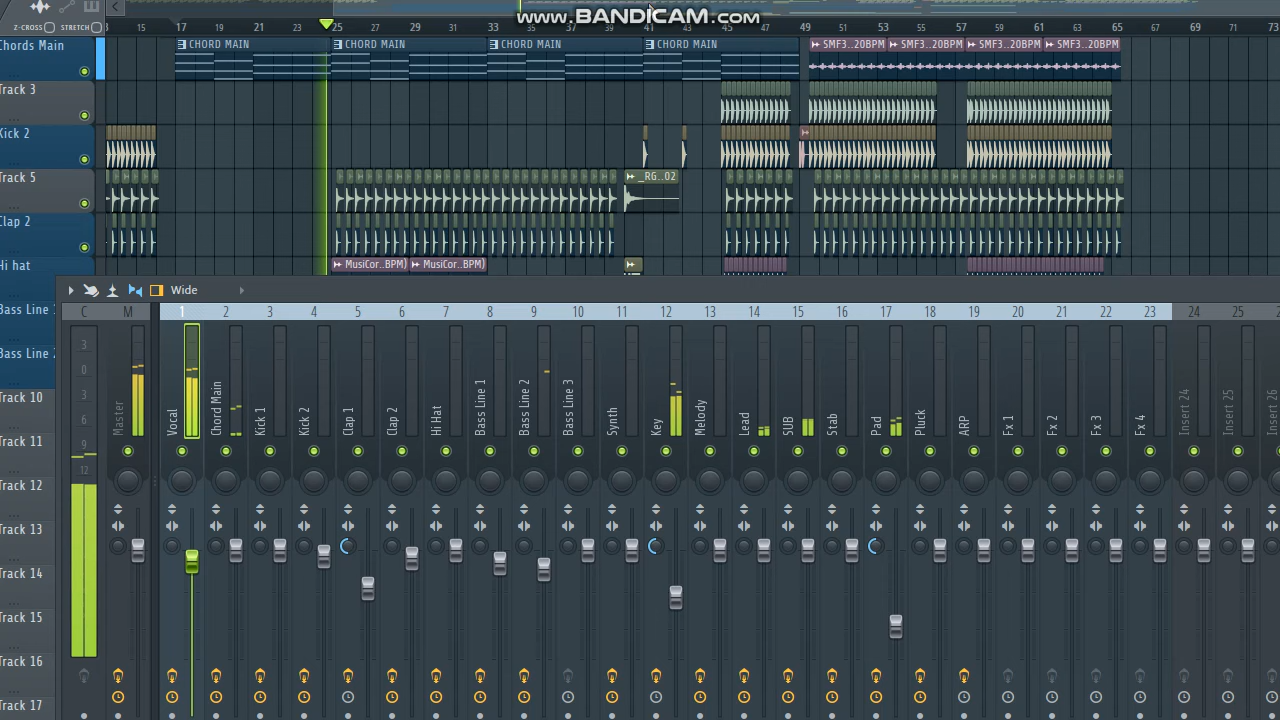 www.BANDICAM.com
Z-CROSS STRETCH
13 15 17 19 21 23 25 27 29 31 33 35 37 39 41 43 45 47 49 51 53 55 57 59 61 63 65 67 69 71 73
Chords Main
CHORD MAIN CHORD MAIN CHORD MAIN CHORD MAIN SMF3...20BPM SMF3...20BPM SMF3...20BPM SMF3...20BPM
Track 3
Kick 2
Track 5
_RG..02
Clap 2
Hi hat
MusiCor..BPM) MusiCor..BPM)
Wide
C M 1 2 3 4 5 6 7 8 9 10 11 12 13 14 15 16 17 18 19 20 21 22 23 24 25
Bass Line
Bass Line
Track 10
Track 11
Track 12
Track 13
Track 14
Track 15
Track 16
Track 17
3
0
3
6
9
12
Master
Vocal
Chord Main
Kick 1
Kick 2
Clap 1
Clap 2
Hi Hat
Bass Line 1
Bass Line 2
Bass Line 3
Synth
Key
Melody
Lead
SUB
Stab
Pad
Pluck
ARP
Fx 1
Fx 2
Fx 3
Fx 4
Insert 24
Insert 25
Insert 26